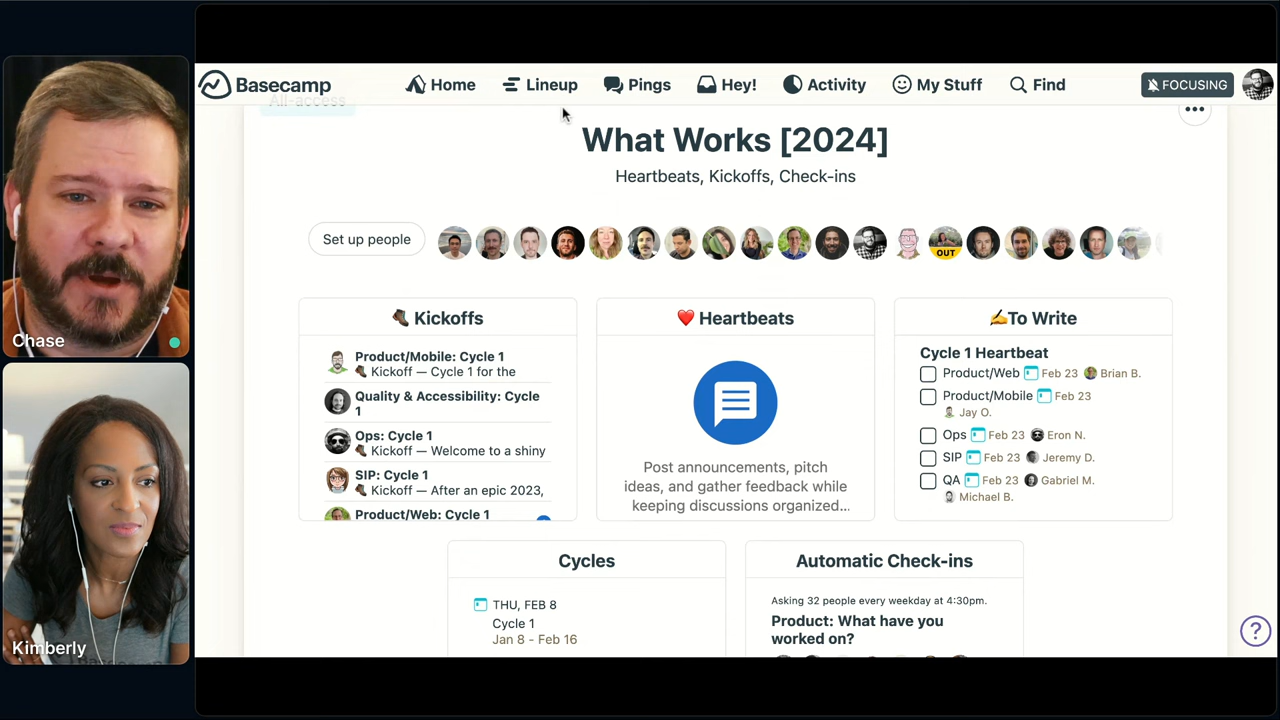 Chase
Kimberly
Basecamp
Home
Lineup
Pings
Hey!
Activity
My Stuff
Find
FOCUSING
All-access
What Works [2024]
Heartbeats, Kickoffs, Check-ins
Set up people
OUT
Kickoffs
Product/Mobile: Cycle 1
Kickoff — Cycle 1 for the
Quality & Accessibility: Cycle
1
Ops: Cycle 1
Kickoff — Welcome to a shiny
SIP: Cycle 1
Kickoff — After an epic 2023,
Product/Web: Cycle 1
Heartbeats
Post announcements, pitch
ideas, and gather feedback while
keeping discussions organized...
To Write
Cycle 1 Heartbeat
Product/Web Feb 23 Brian B.
Product/Mobile Feb 23
Jay O.
Ops Feb 23 Eron N.
SIP Feb 23 Jeremy D.
QA Feb 23 Gabriel M.
Michael B.
Cycles
THU, FEB 8
Cycle 1
Jan 8 - Feb 16
Automatic Check-ins
Asking 32 people every weekday at 4:30pm.
Product: What have you
worked on?
?